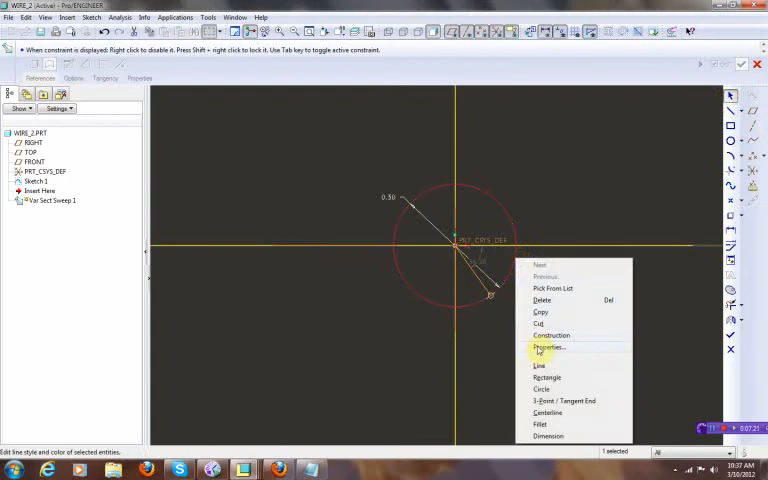 WIRE_2 (Active) - Pro/ENGINEER
File Edit View Insert Sketch Analysis Info Applications Tools Window Help
• When constraint is displayed: Right click to disable it. Press Shift + right click to lock it. Use Tab key to toggle active constraint.
References Options Tangency Properties
Show Settings
WIRE_2.PRT
RIGHT
TOP
FRONT
PRT_CSYS_DEF
Sketch 1
Insert Here
Var Sect Sweep 1
0.50
PRT_CSYS_DEF
Next
Previous
Pick From List
Delete Del
Copy
Cut
Construction
Properties...
Line
Rectangle
Circle
3-Point / Tangent End
Centerline
Fillet
Dimension
0:07:21
Edit line style and color of selected entities.
1 selected
All
10:37 AM
3/10/2012